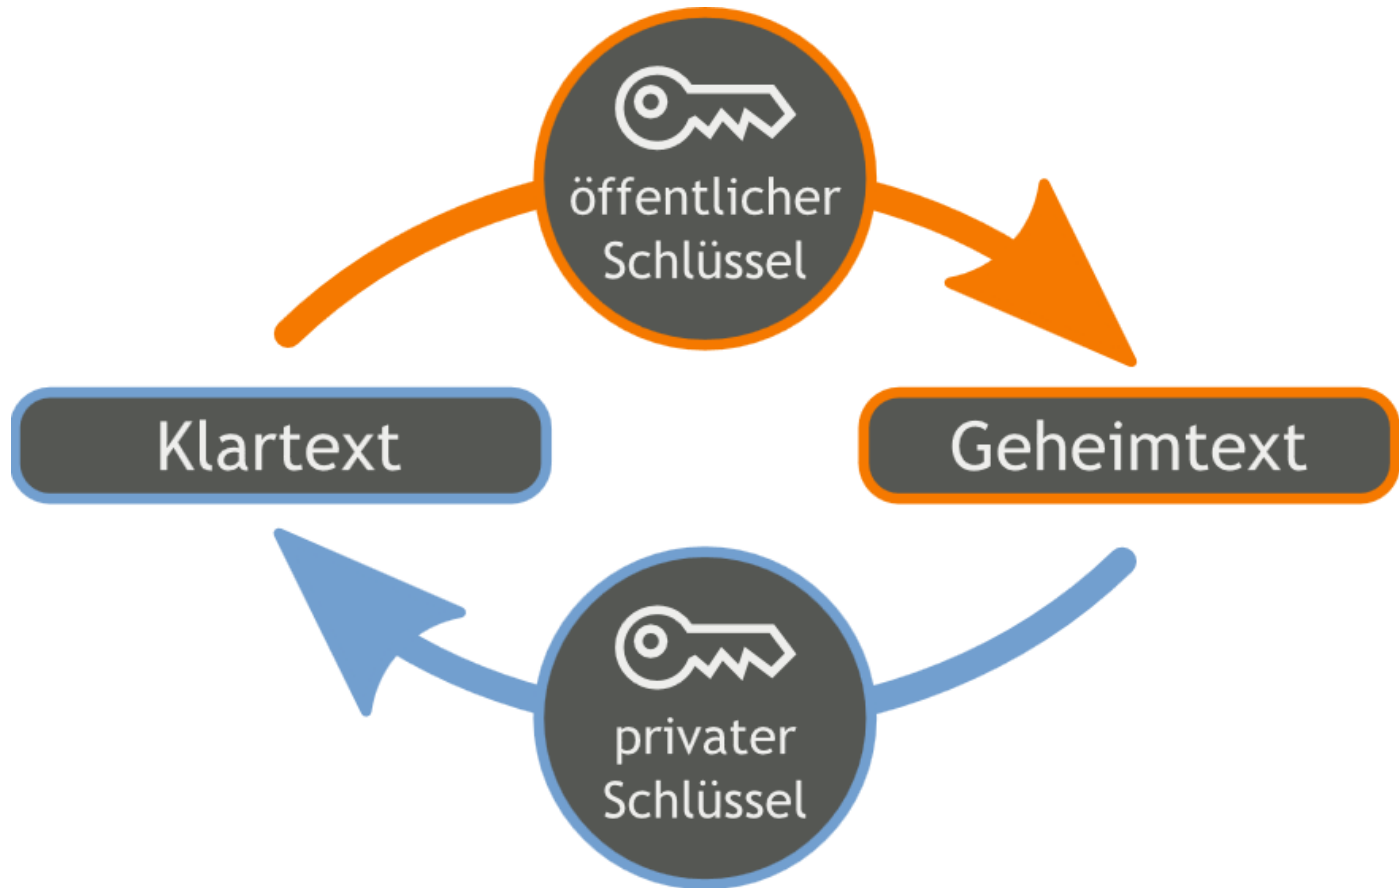 öffentlicher
Schlüssel
Klartext
Geheimtext
privater
Schlüssel